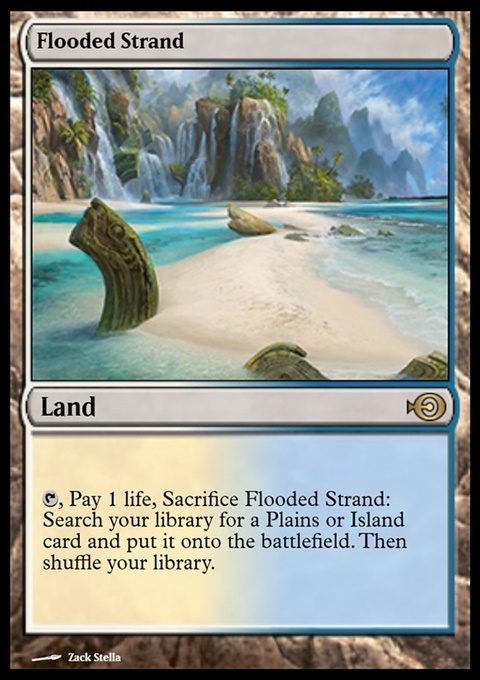 Flooded Strand
Land
, Pay 1 life, Sacrifice Flooded Strand:
Search your library for a Plains or Island
card and put it onto the battlefield. Then
shuffle your library.
Zack Stella